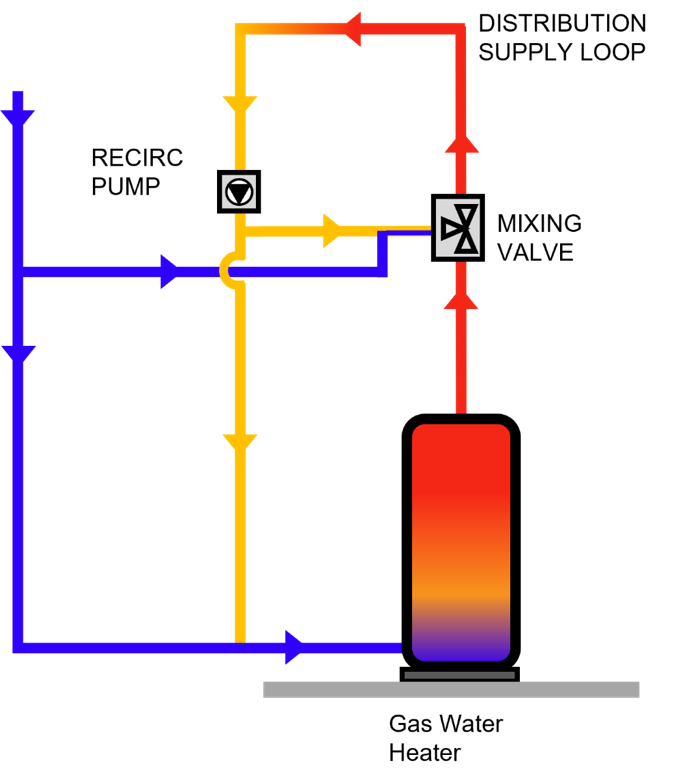 DISTRIBUTION
SUPPLY LOOP
RECIRC
PUMP
MIXING
VALVE
Gas Water
Heater